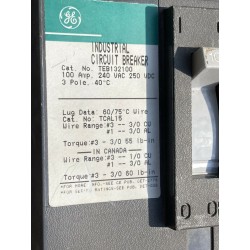 GE
INDUSTRIAL
CIRCUIT BREAKER
Cat. No. TEB132100
100 Amp. 240 VAC 250 VDC
3 Pole. 40°C
Lug Data: 60/75°C Wire
Cat. No. TCAL15
Wire Range: #3 -- 3/0 CU
#1 -- 3/0 AL
Torque #3 - 3/0 55 lb-in
— IN CANADA —
Wire Range: #3 -- 1/0 CU
#1 -- 3/0 AL
Torque: #3 - 3/0 60 lb-in